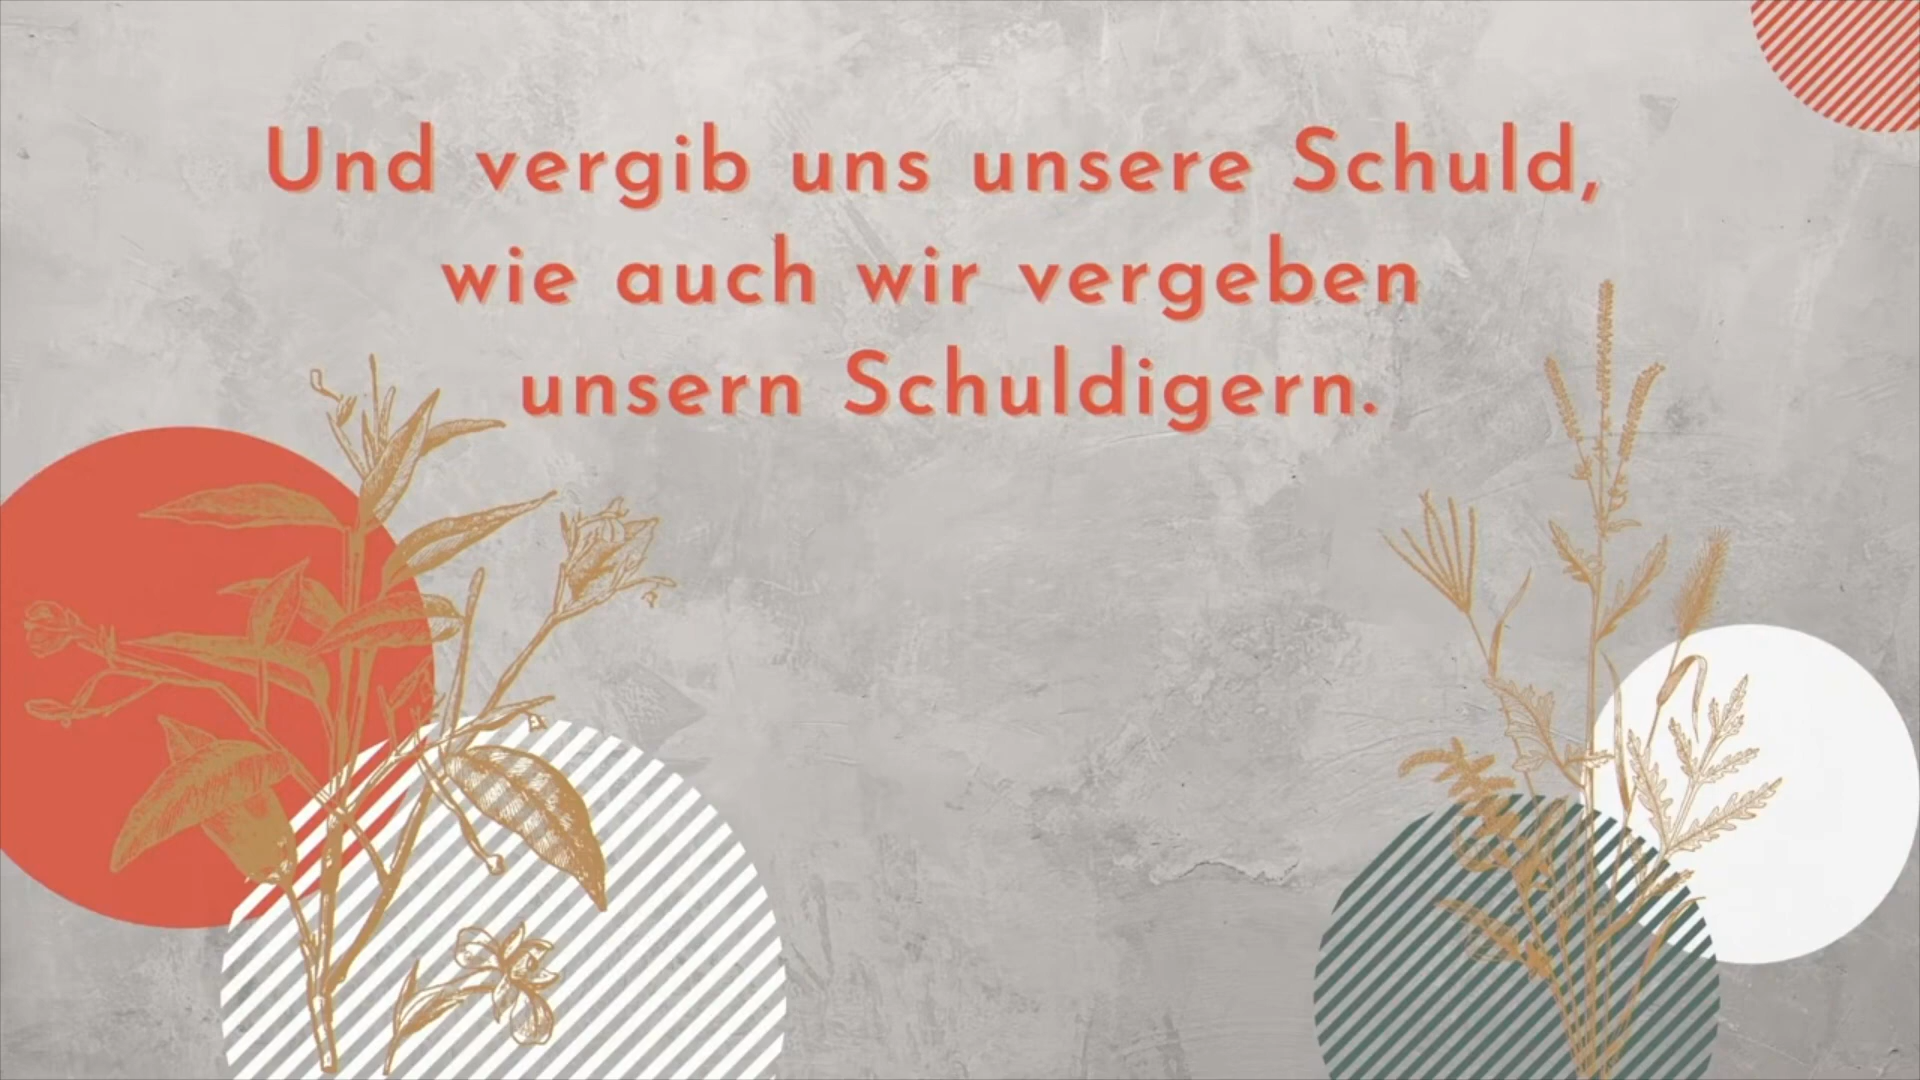 Und vergib uns unsere Schuld,
wie auch wir vergeben
unsern Schuldigern.